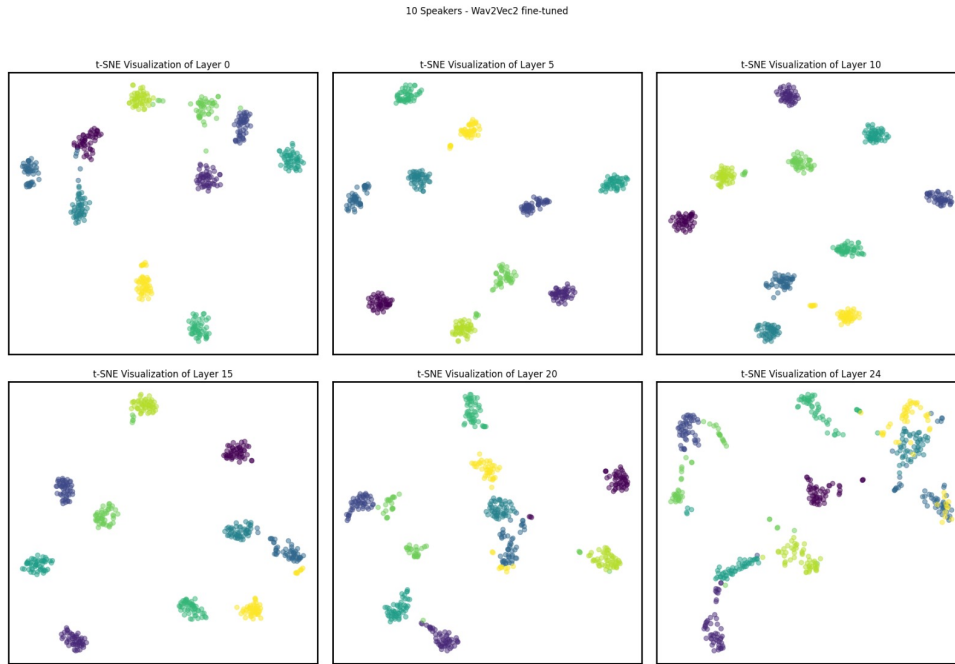 10 Speakers - Wav2Vec2 fine-tuned
t-SNE Visualization of Layer 0
t-SNE Visualization of Layer 5
t-SNE Visualization of Layer 10
t-SNE Visualization of Layer 15
t-SNE Visualization of Layer 20
t-SNE Visualization of Layer 24